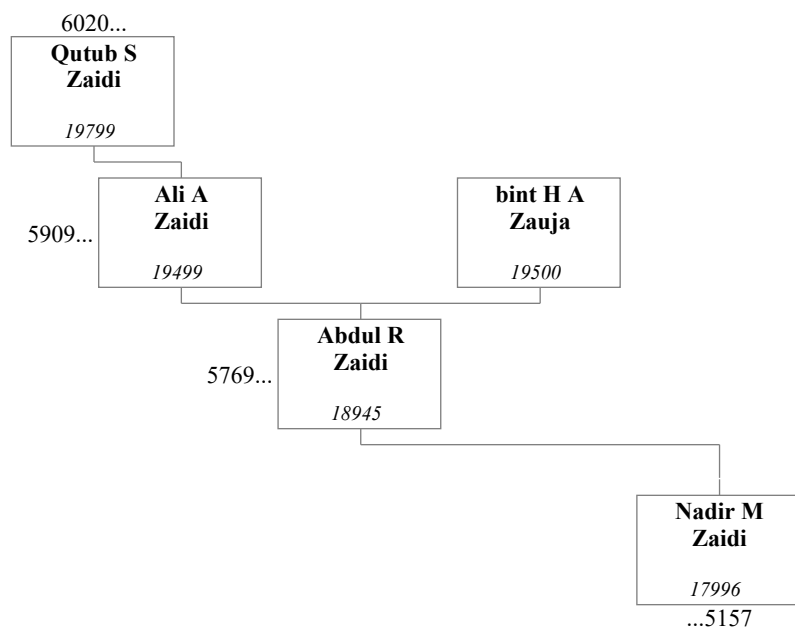 6020...
Qutub S
Zaidi
19799
Ali A
Zaidi
19499
bint H A
Zauja
19500
5909...
Abdul R
Zaidi
18945
5769...
Nadir M
Zaidi
17996
...5157